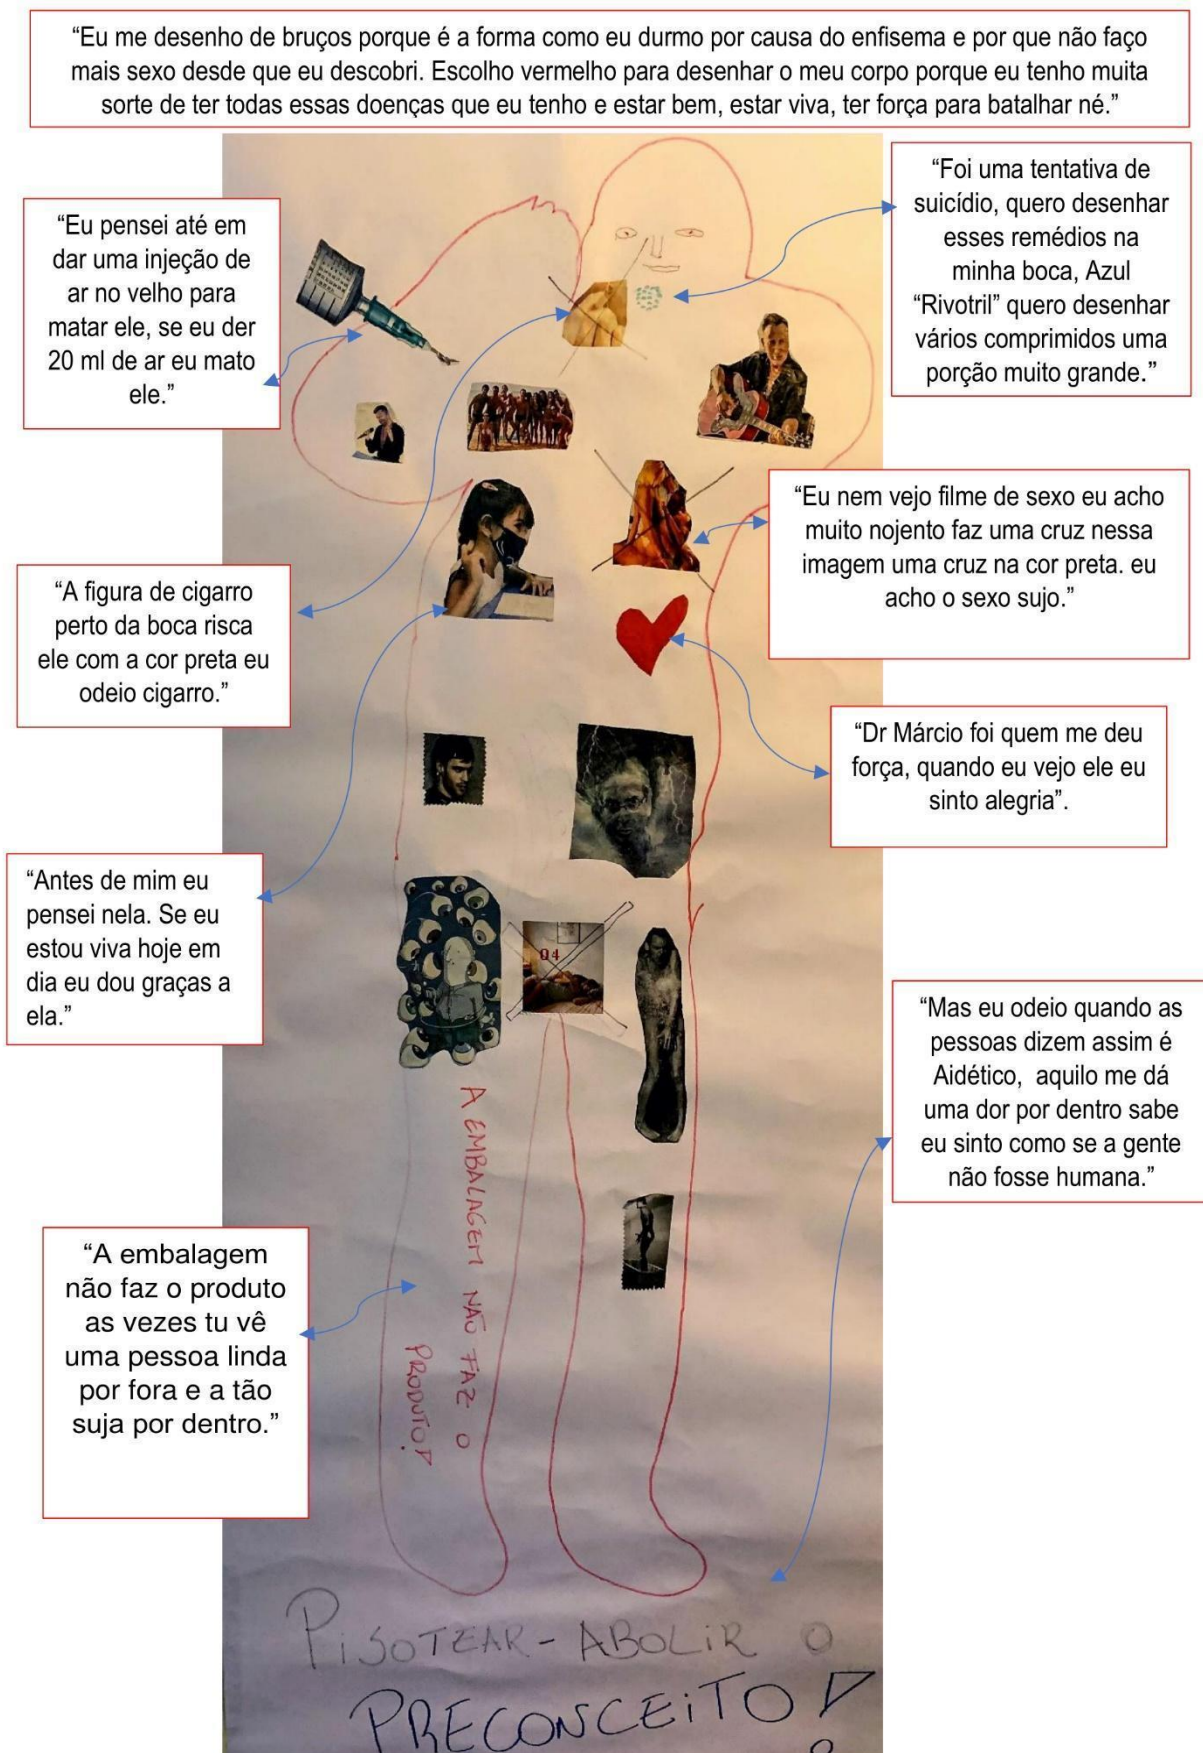 “Eu me desenho de bruços porque é a forma como eu durmo por causa do enfisema e por que não faço
mais sexo desde que eu descobri. Escolho vermelho para desenhar o meu corpo porque eu tenho muita
sorte de ter todas essas doenças que eu tenho e estar bem, estar viva, ter força para batalhar né.”
“Foi uma tentativa de
suicídio, quero desenhar
esses remédios na
minha boca, Azul
“Rivotril” quero desenhar
vários comprimidos uma
porção muito grande.”
“Eu pensei até em
dar uma injeção de
ar no velho para
matar ele, se eu der
20 ml de ar eu mato
ele.”
“Eu nem vejo filme de sexo eu acho
muito nojento faz uma cruz nessa
imagem uma cruz na cor preta. eu
acho o sexo sujo.”
“A figura de cigarro
perto da boca risca
ele com a cor preta eu
odeio cigarro.”
“Dr Márcio foi quem me deu
força, quando eu vejo ele eu
sinto alegria”.
“Antes de mim eu
pensei nela. Se eu
estou viva hoje em
dia eu dou graças a
ela.”
04
“Mas eu odeio quando as
pessoas dizem assim é
Aidético, aquilo me dá
uma dor por dentro sabe
eu sinto como se a gente
não fosse humana.”
A EMBALAGEM NÃO FAZ O
PRODUTO!
“A embalagem
não faz o produto
as vezes tu vê
uma pessoa linda
por fora e a tão
suja por dentro.”
PISOTEAR - ABOLIR O
PRECONCEITO!